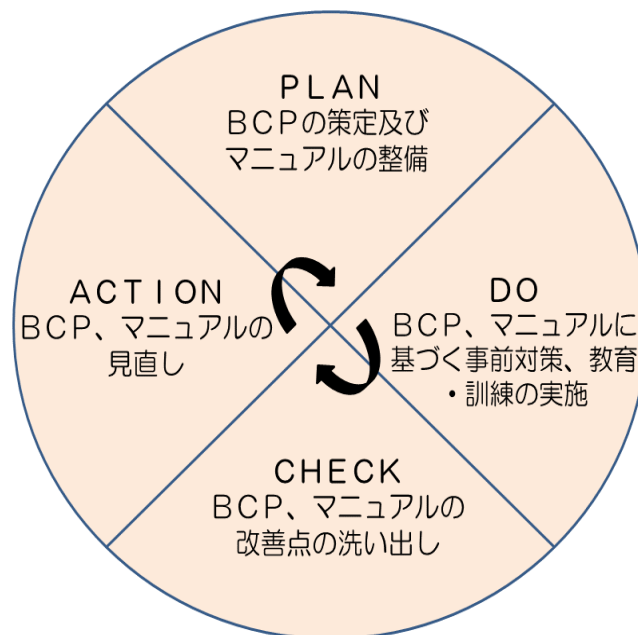 ＰＬＡＮ
ＢＣＰの策定及び
マニュアルの整備
ＡＣＴＩＯＮ
ＢＣＰ、マニュアルの
見直し
ＤＯ
ＢＣＰ、マニュアルに
基づく事前対策、教育
・訓練の実施
ＣＨＥＣＫ
ＢＣＰ、マニュアルの
改善点の洗い出し